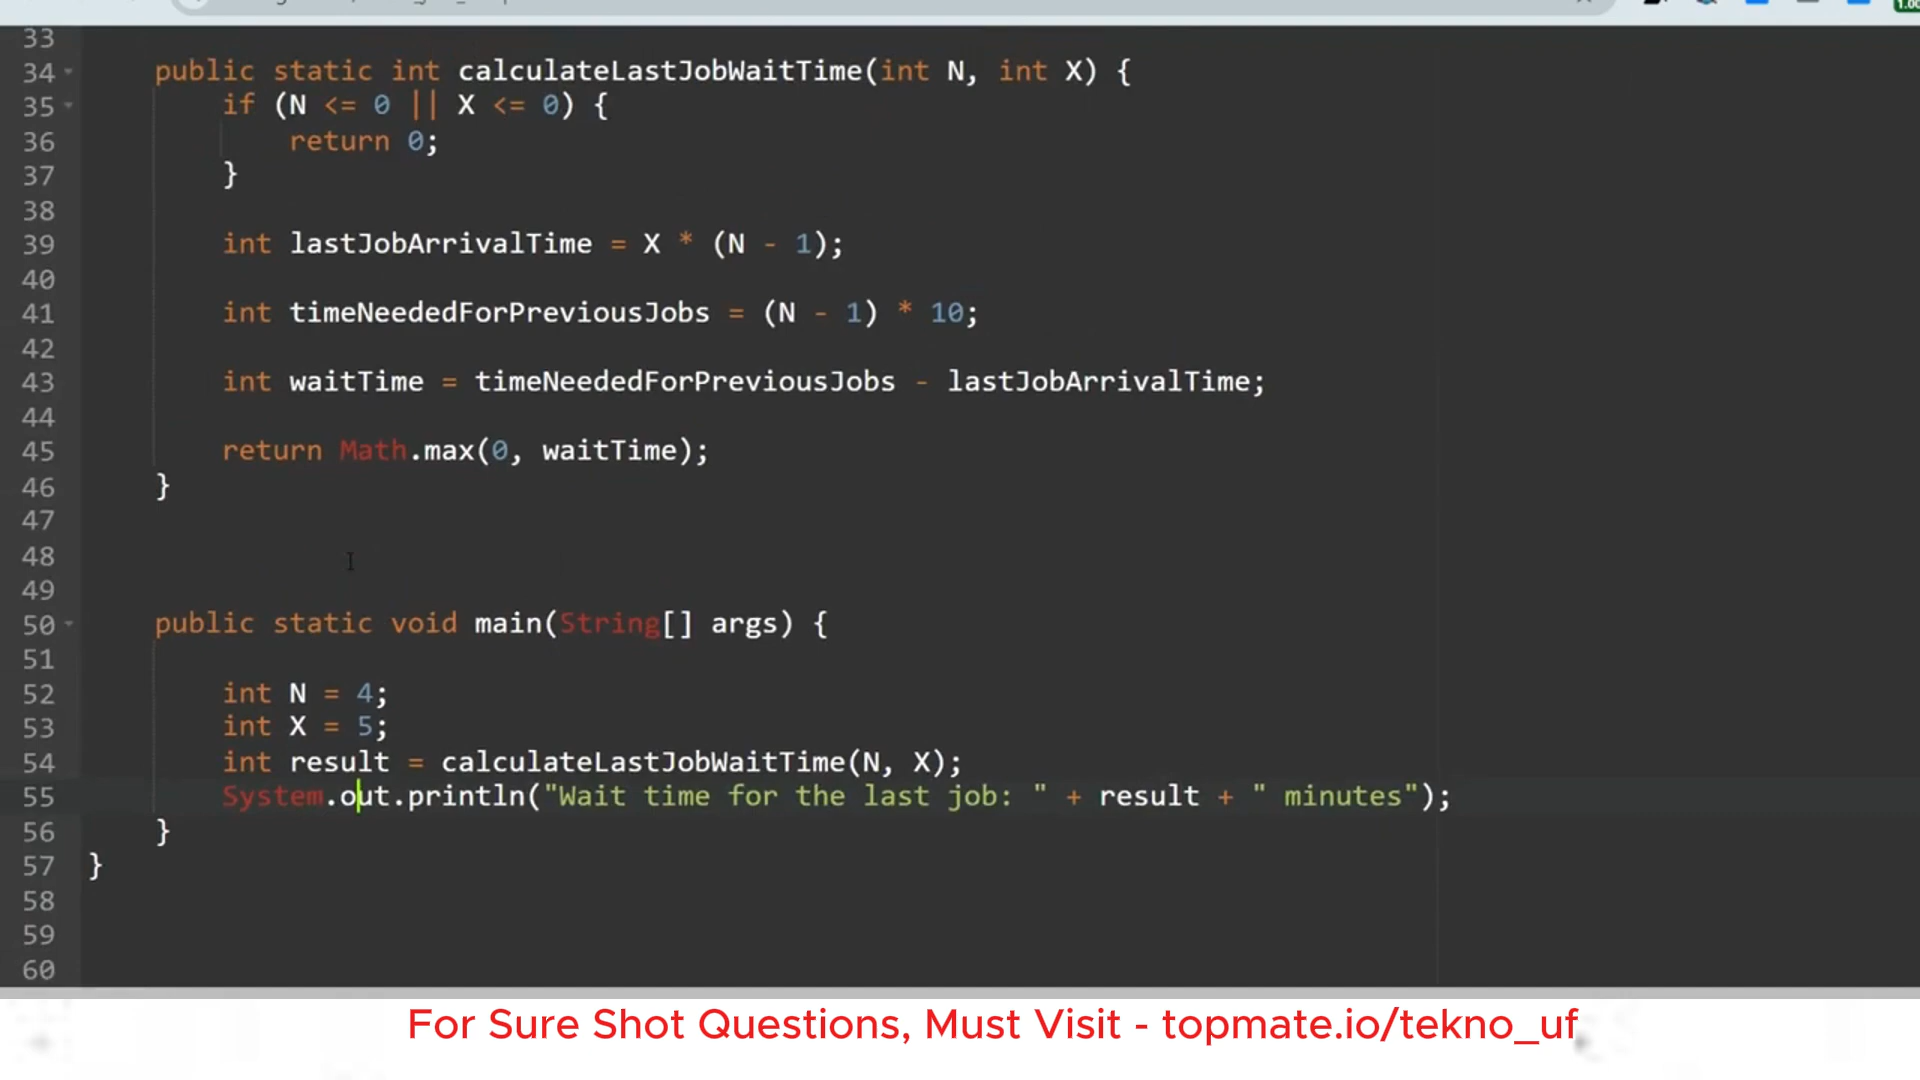 33
34 public static int calculateLastJobWaitTime(int N, int X) {
35 if (N <= 0 || X <= 0) {
36 return 0;
37 }
38
39 int lastJobArrivalTime = X * (N - 1);
40
41 int timeNeededForPreviousJobs = (N - 1) * 10;
42
43 int waitTime = timeNeededForPreviousJobs - lastJobArrivalTime;
44
45 return Math.max(0, waitTime);
46 }
47
48
49
50 public static void main(String[] args) {
51
52 int N = 4;
53 int X = 5;
54 int result = calculateLastJobWaitTime(N, X);
55 System.out.println("Wait time for the last job: " + result + " minutes");
56 }
57 }
58
59
60
For Sure Shot Questions, Must Visit - topmate.io/tekno_uf